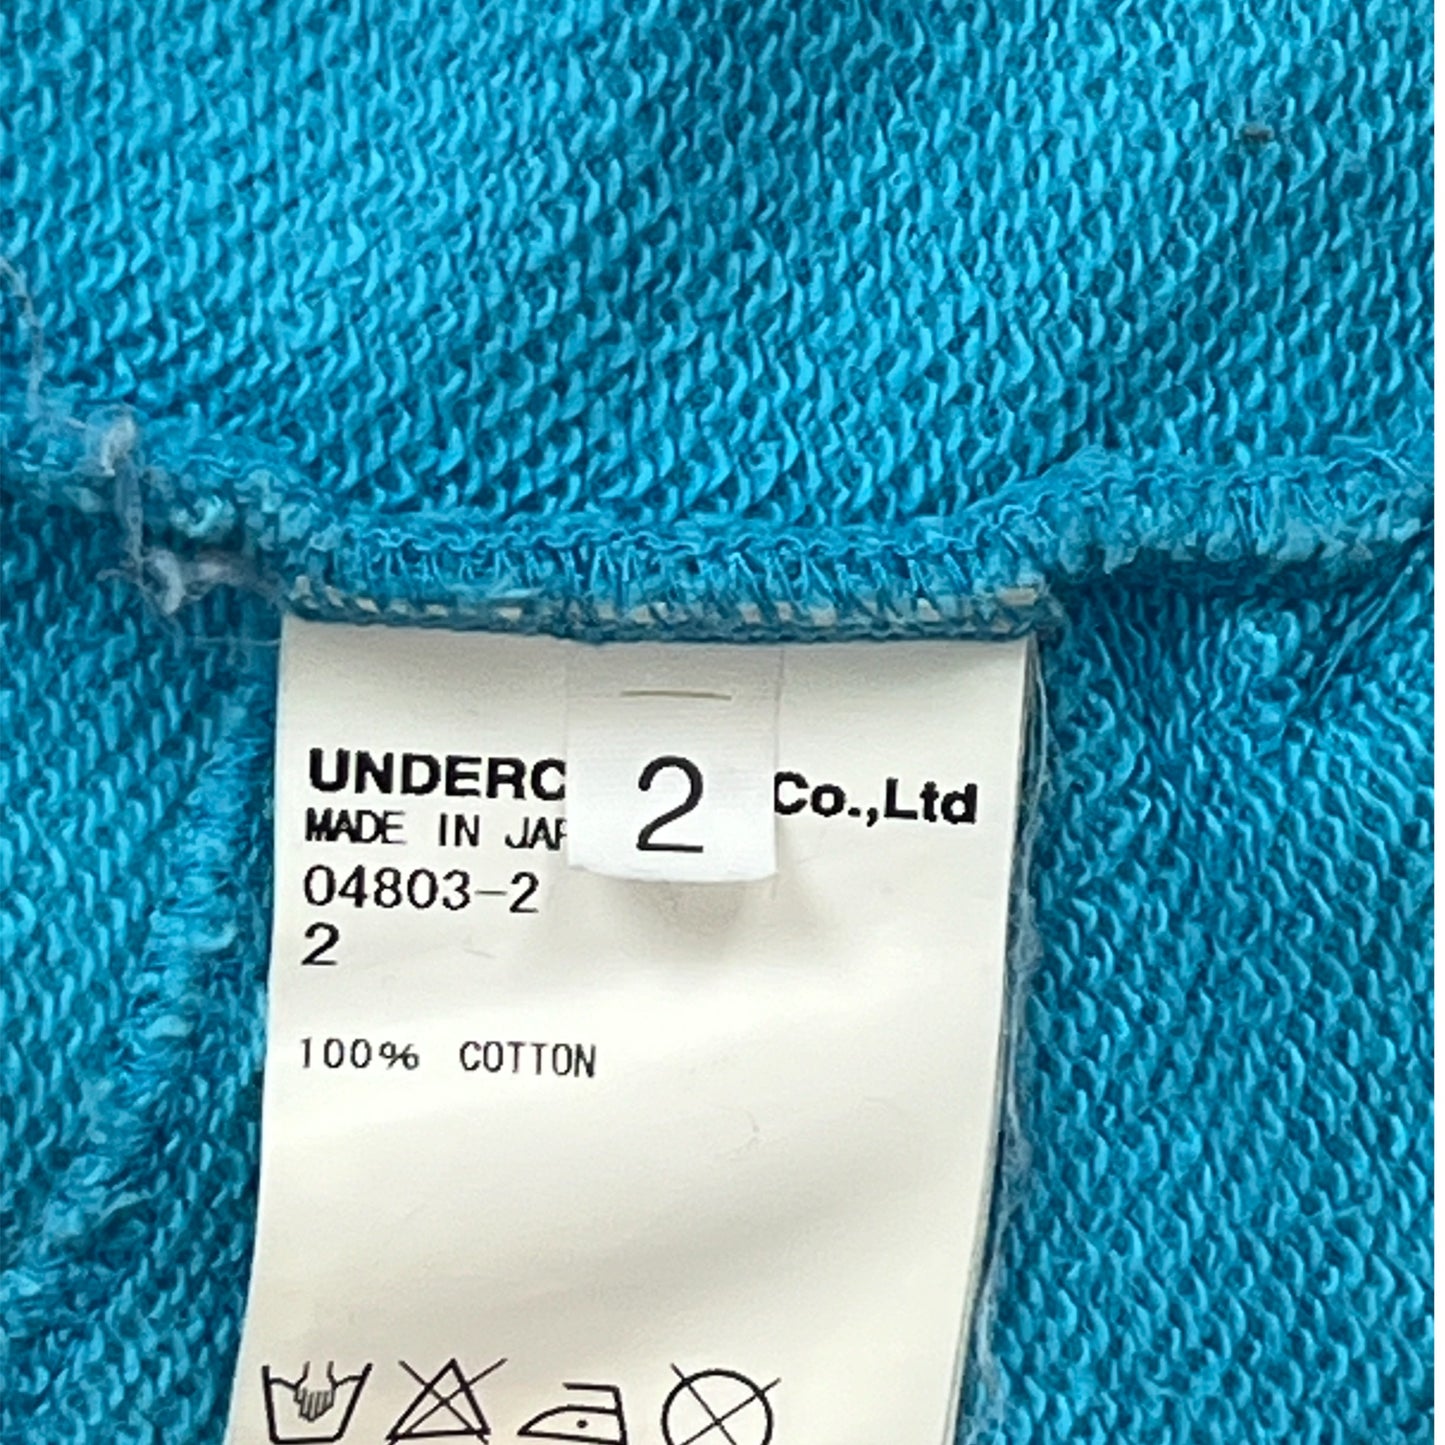 UNDERC Co.,Ltd
MADE IN JAP
04803-2
2
100% COTTON
2